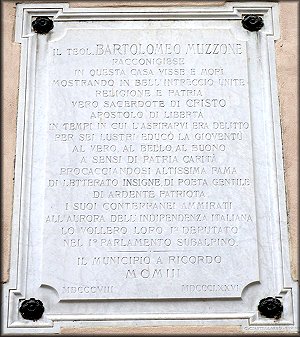 IL TEOL. BARTOLOMEO MUZZONE
RACCONIGIESE
IN QUESTA CASA VISSE E MORÌ
MOSTRANDO IN BELL'INTRECCIO UNITE
RELIGIONE E PATRIA
VERO SACERDOTE DI CRISTO
APOSTOLO DI LIBERTÀ
IN TEMPI IN CUI L'ASPIRARVI ERA DELITTO
PER SEI LUSTRI EDUCÒ LA GIOVENTÙ
AL VERO, AL BELLO, AL BUONO
A SENSI DI PATRIA CARITÀ
PROCACCIANDOSI ALTISSIMA FAMA
DI LETTERATO INSIGNE, DI POETA GENTILE
DI ARDENTE PATRIOTA
I SUOI CONTERRANEI AMMIRATI
ALL'AURORA DELL'INDIPENDENZA ITALIANA
LO VOLLERO LORO 1º DEPUTATO
NEL 1º PARLAMENTO SUBALPINO.
IL MUNICIPIO A RICORDO
MCMIII
MDCCCVIII MDCCCLXXVI